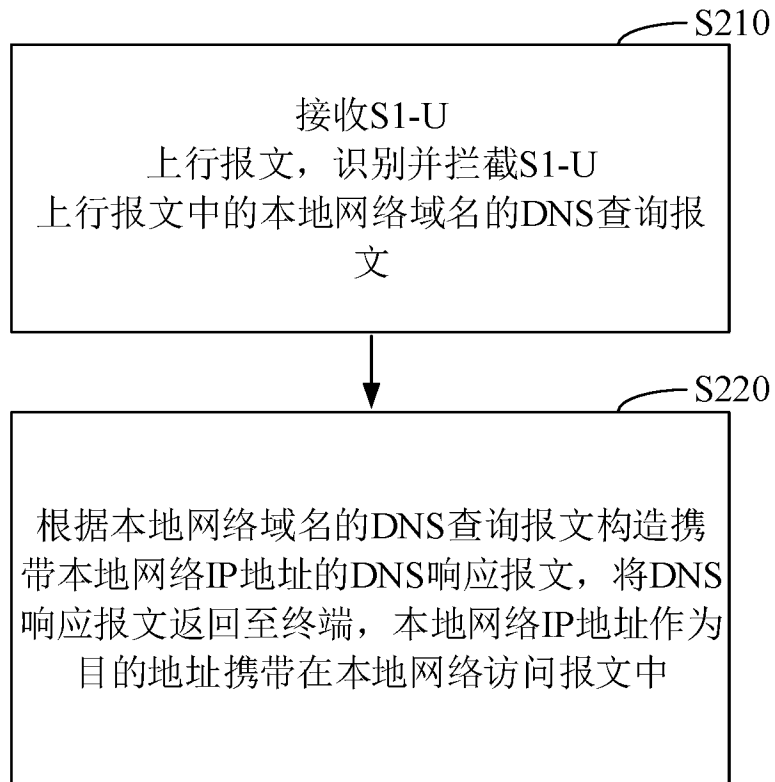 S210
接收S1-U
上行报文，识别并拦截S1-U
上行报文中的本地网络域名的DNS查询报
文
S220
根据本地网络域名的DNS查询报文构造携
带本地网络IP地址的DNS响应报文，将DNS
响应报文返回至终端，本地网络IP地址作为
目的地址携带在本地网络访问报文中